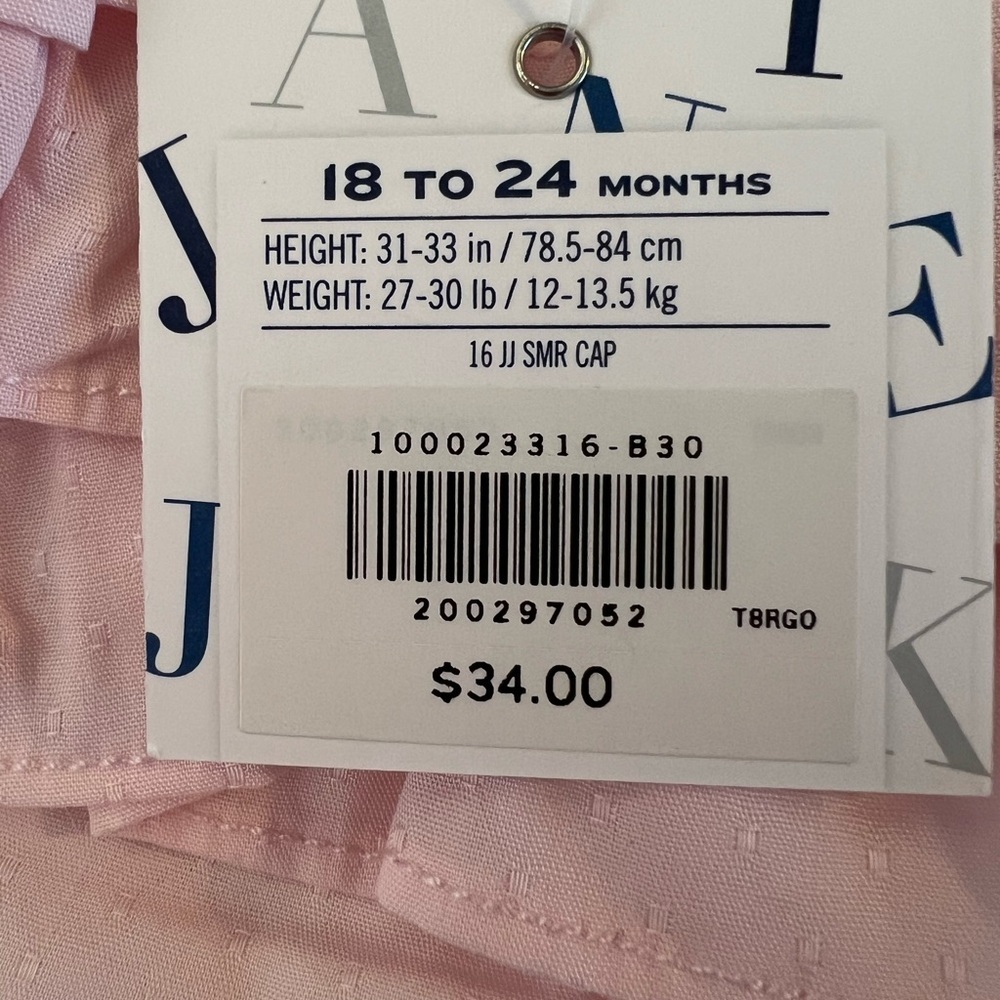 A I
A N
J
18 TO 24 MONTHS
HEIGHT: 31-33 in / 78.5-84 cm
WEIGHT: 27-30 lb / 12-13.5 kg
E
16 JJ SMR CAP
100023316-B30
J
K
200297052 T8RGO
$34.00